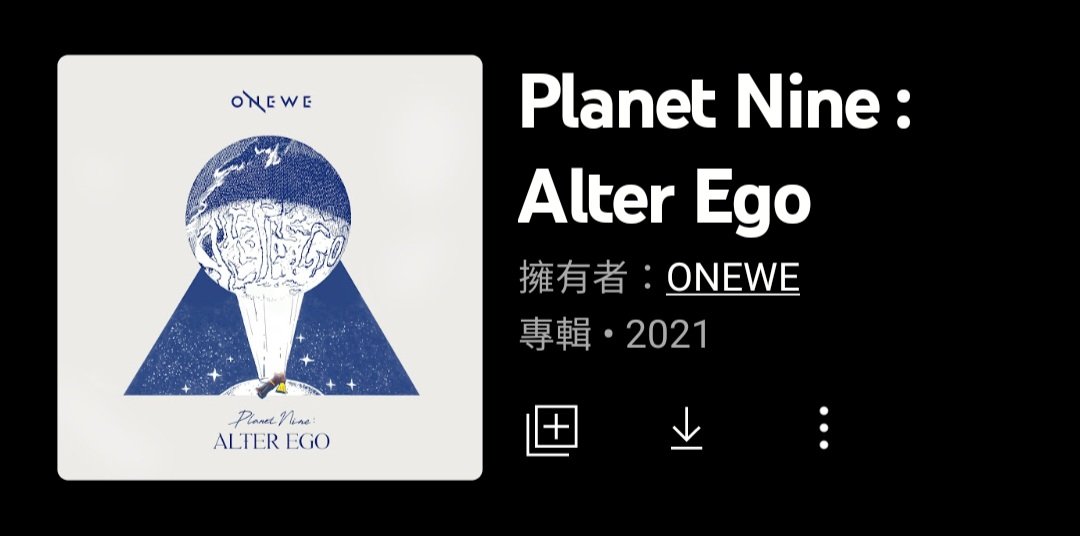 ONEWE
Planet Nine:
ALTER EGO
Planet Nine :
Alter Ego
擁有者：ONEWE
專輯 • 2021